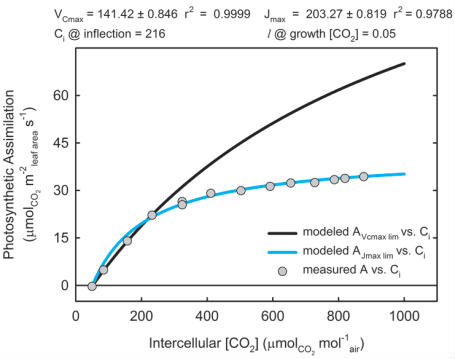 V_Cmax = 141.42 ± 0.846 r² = 0.9999 J_max = 203.27 ± 0.819 r² = 0.9788
C_i @ inflection = 216 l @ growth [CO₂] = 0.05
Photosynthetic Assimilation
(μmol_CO₂ m⁻²_leaf area s⁻¹)
60
45
30
15
0
modeled A_Vcmax lim vs. C_i
modeled A_Jmax lim vs. C_i
measured A vs. C_i
0 200 400 600 800 1000
Intercellular [CO₂] (μmol_CO₂ mol⁻¹_air)